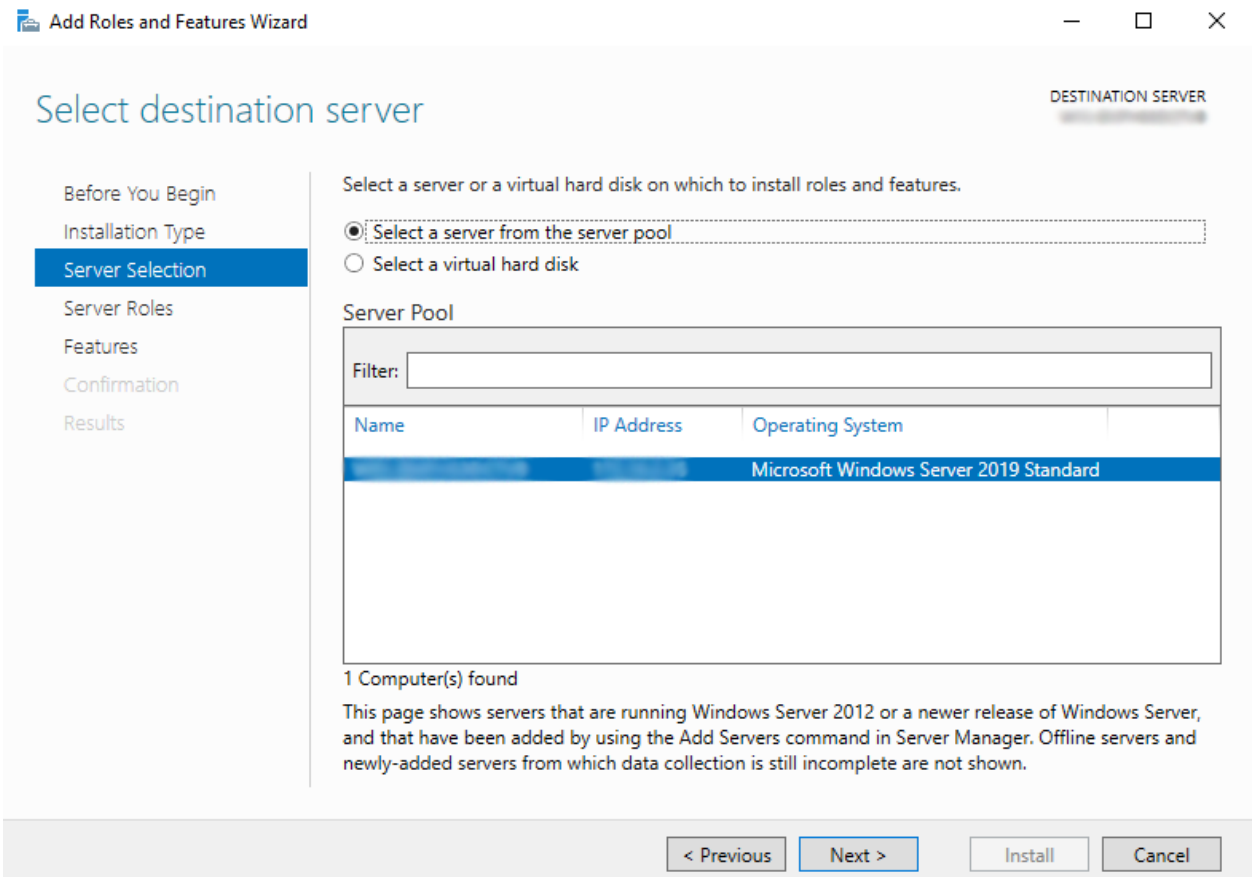 Add Roles and Features Wizard
Select destination server
DESTINATION SERVER
Before You Begin
Installation Type
Server Selection
Server Roles
Features
Confirmation
Results
Select a server or a virtual hard disk on which to install roles and features.
Select a server from the server pool
Select a virtual hard disk
Server Pool
Filter:
Name IP Address Operating System
Microsoft Windows Server 2019 Standard
1 Computer(s) found
This page shows servers that are running Windows Server 2012 or a newer release of Windows Server,
and that have been added by using the Add Servers command in Server Manager. Offline servers and
newly-added servers from which data collection is still incomplete are not shown.
< Previous Next > Install Cancel